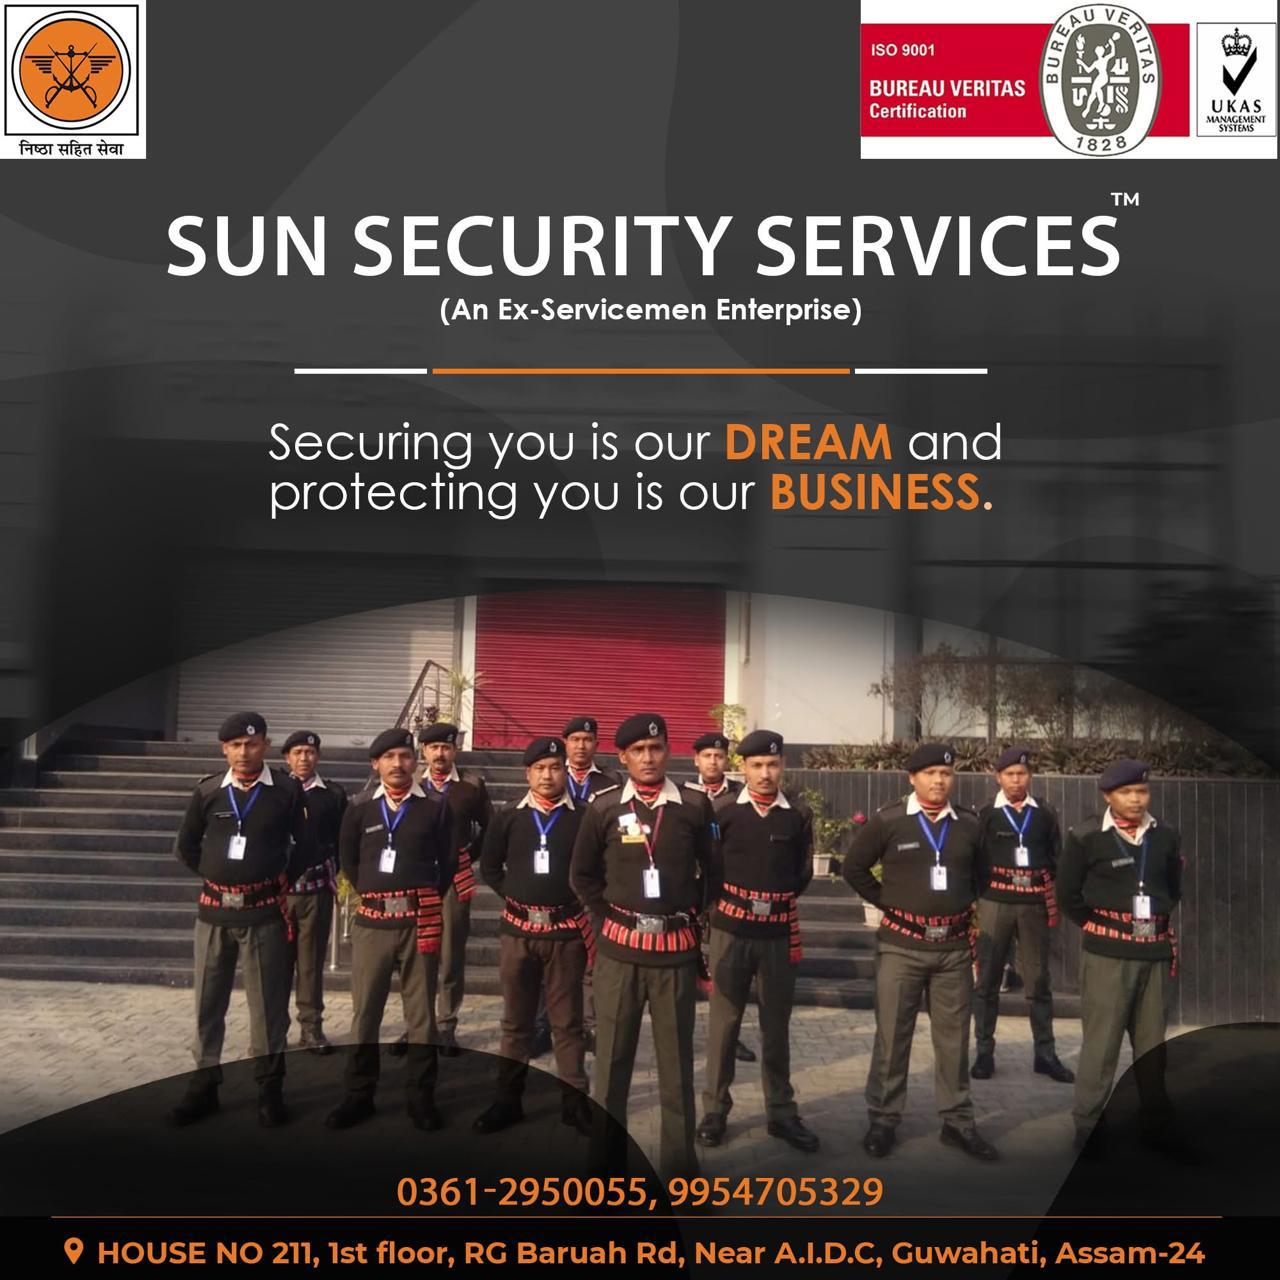 निष्ठा सहित सेवा
ISO 9001
BUREAU VERITAS
Certification
BUREAU VERITAS
1828
UKAS
MANAGEMENT
SYSTEMS
SUN SECURITY SERVICES™
(An Ex-Servicemen Enterprise)
Securing you is our DREAM and
protecting you is our BUSINESS.
0361-2950055, 9954705329
HOUSE NO 211, 1st floor, RG Baruah Rd, Near A.I.D.C, Guwahati, Assam-24